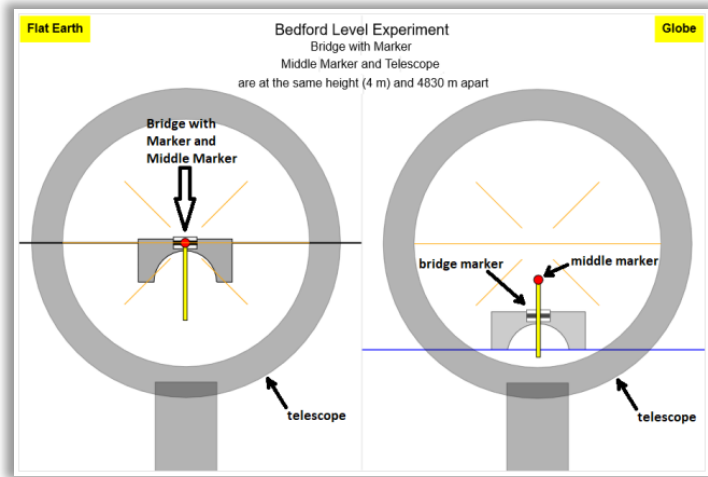 Flat Earth
Bedford Level Experiment
Globe
Bridge with Marker
Middle Marker and Telescope
are at the same height (4 m) and 4830 m apart
Bridge with
Marker and
Middle Marker
bridge marker
middle marker
telescope
telescope